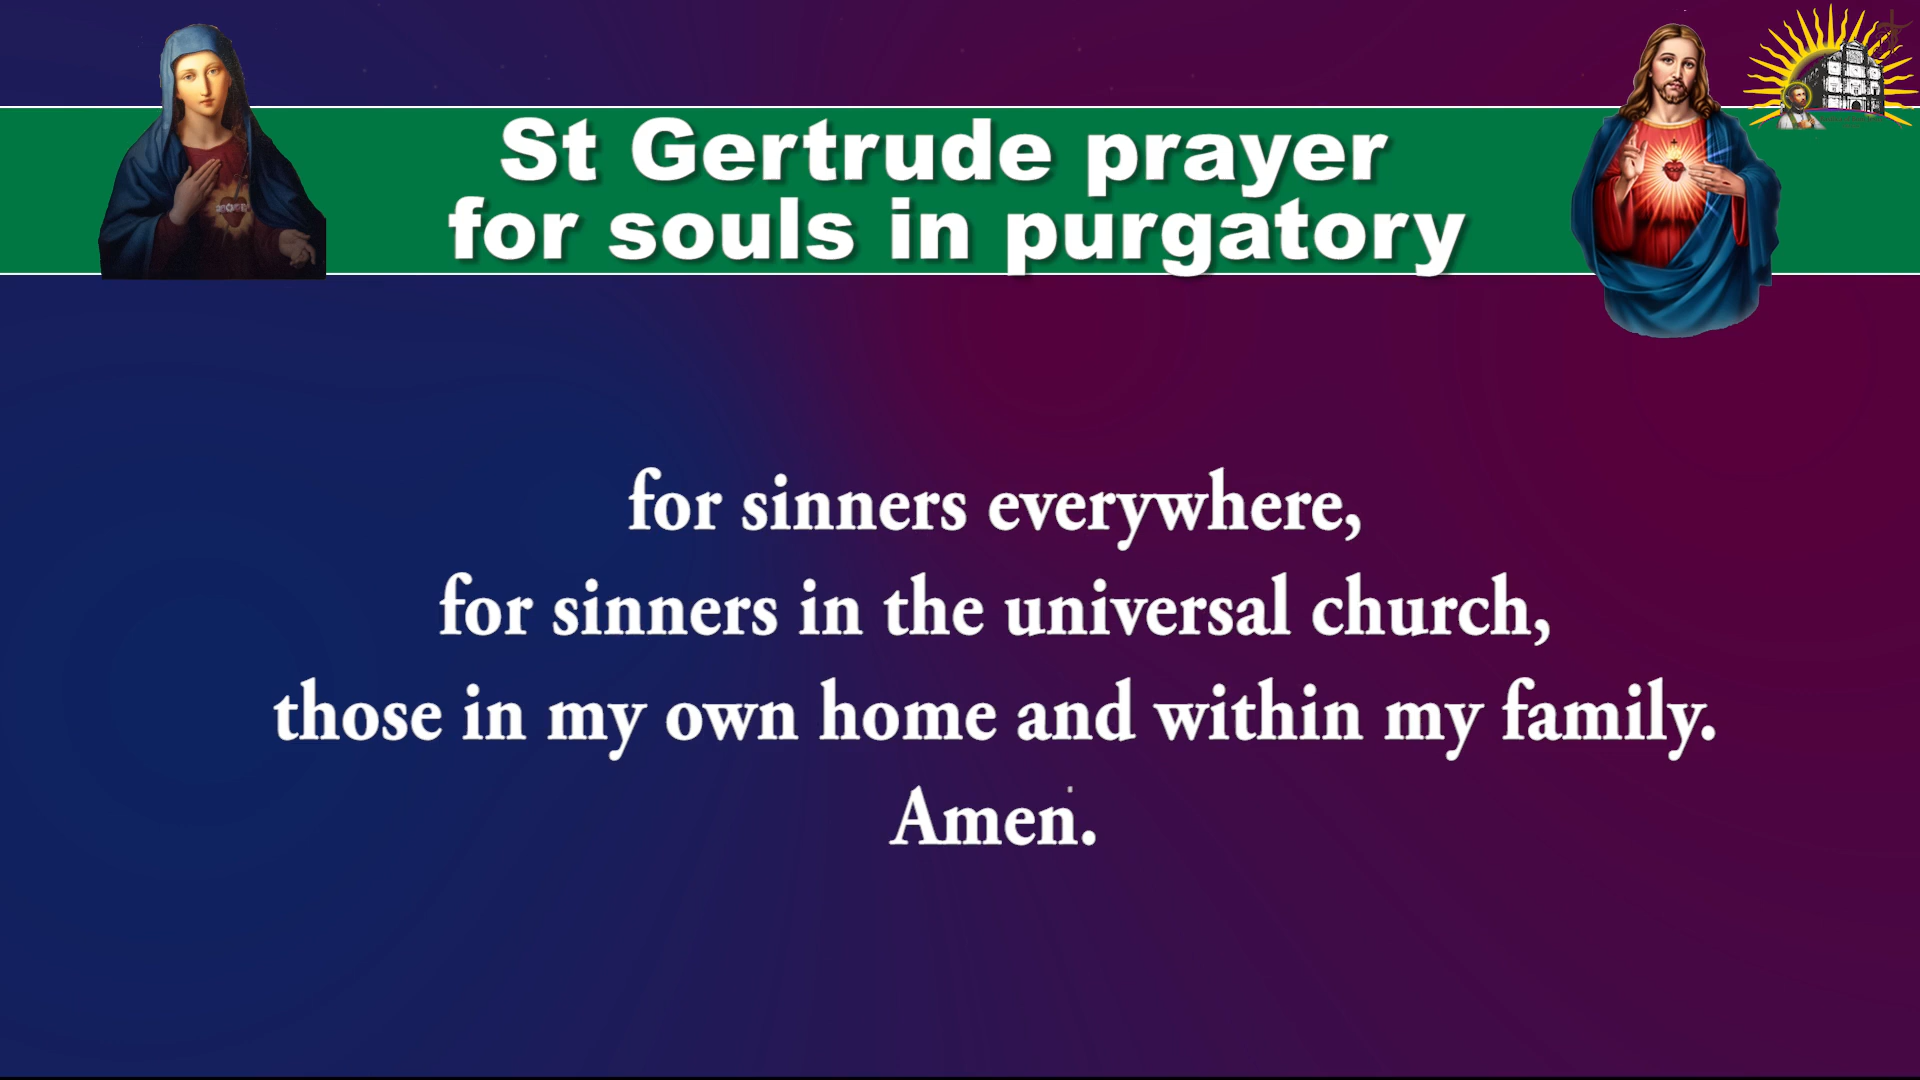 St Gertrude prayer
for souls in purgatory
for sinners everywhere,
for sinners in the universal church,
those in my own home and within my family.
Amen.